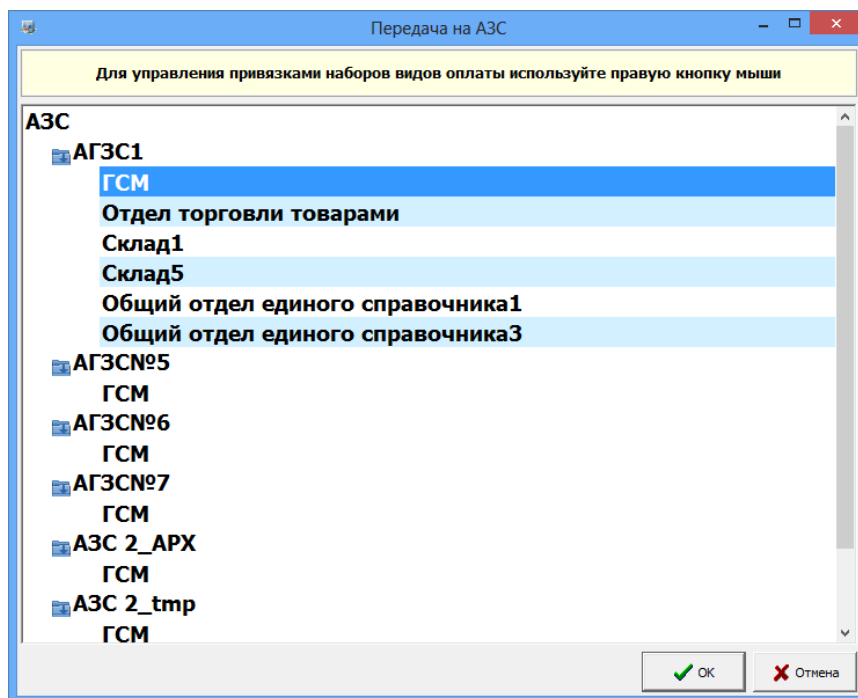 Передача на АЗС
Для управления привязками наборов видов оплаты используйте правую кнопку мыши
АЗС
АГЗС1
ГСМ
Отдел торговли товарами
Склад1
Склад5
Общий отдел единого справочника1
Общий отдел единого справочника3
АГЗС№5
ГСМ
АГЗС№6
ГСМ
АГЗС№7
ГСМ
АЗС 2_АРХ
ГСМ
АЗС 2_tmp
ГСМ
ОК Отмена